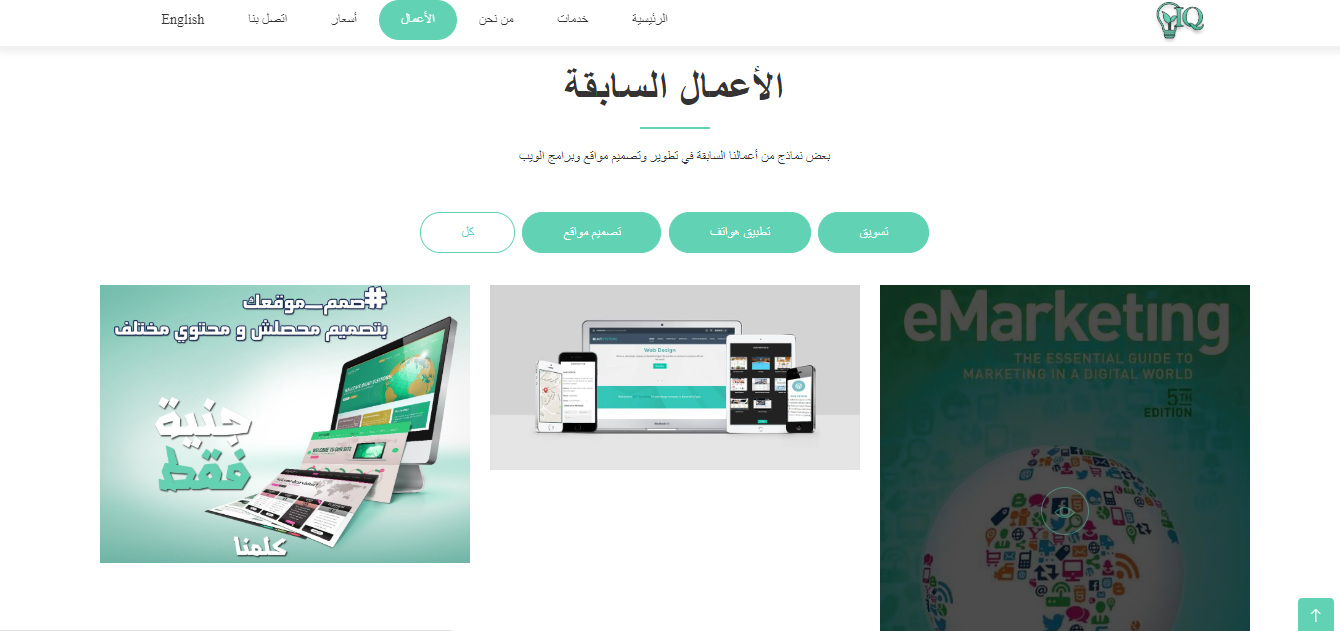 IQ
الرئيسية
خدمات
من نحن
الأعمال
أسعار
اتصل بنا
English
الأعمال السابقة
بعض نماذج من أعمالنا السابقة في تطوير وتصميم مواقع وبرامج الويب
تسويق
تطبيق هواتف
تصميم مواقع
كل
eMarketing
THE ESSENTIAL GUIDE TO
MARKETING IN A DIGITAL WORLD
5TH
EDITION
Web Design
#صمم_موقعك
بتصميم محصلش و محتوي مختلف
جنية
فقط
كلمنا